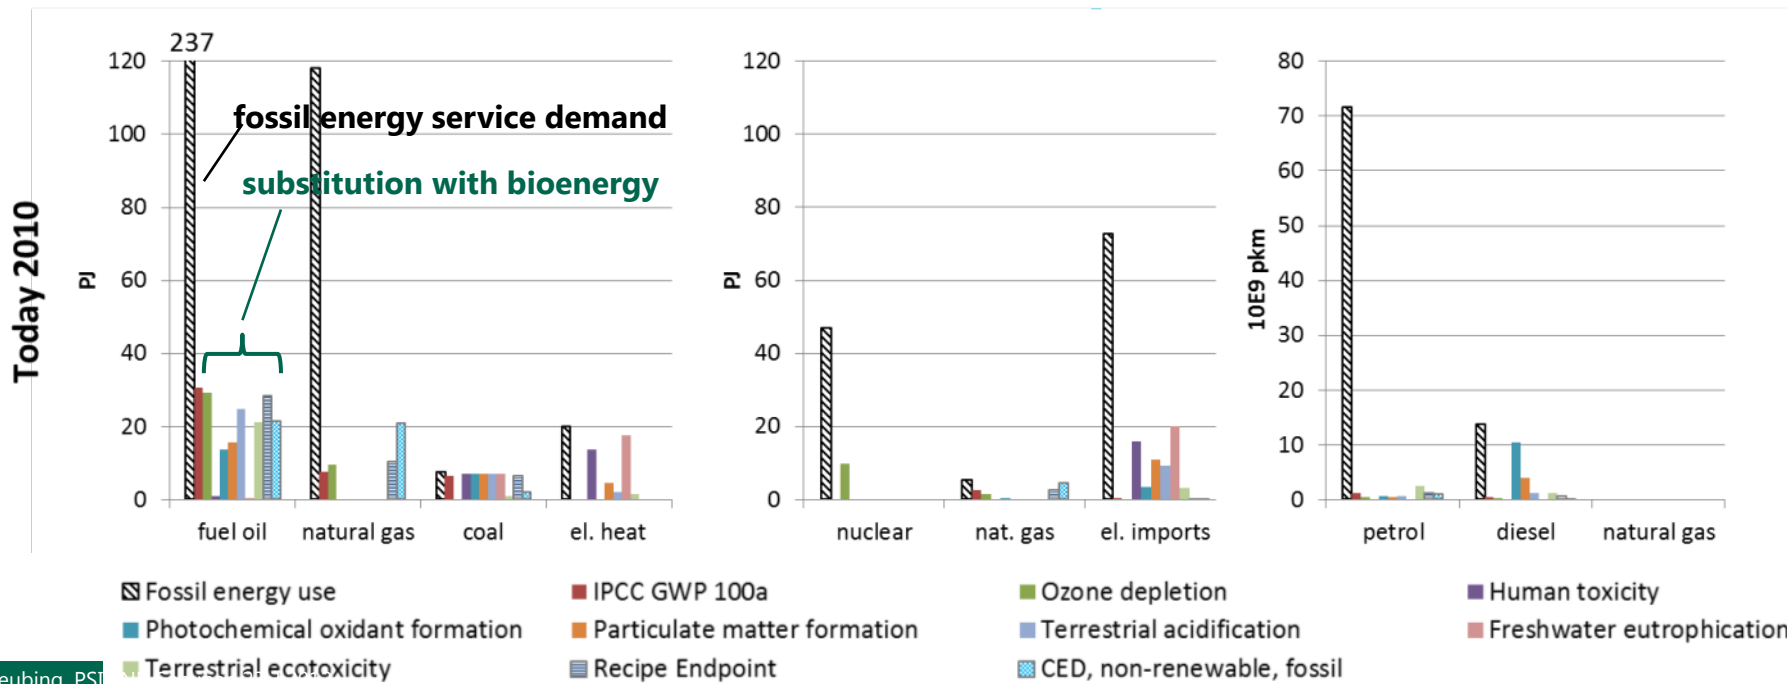 237
120
100
80
60
40
20
0
PJ
fossil energy service demand
substitution with bioenergy
fuel oil
natural gas
coal
el. heat
120
100
80
60
40
20
0
PJ
nuclear
nat. gas
el. imports
80
70
60
50
40
30
20
10
0
10E9 pkm
petrol
diesel
natural gas
Today 2010
Fossil energy use
IPCC GWP 100a
Ozone depletion
Human toxicity
Photochemical oxidant formation
Particulate matter formation
Terrestrial acidification
Freshwater eutrophication
Terrestrial ecotoxicity
Recipe Endpoint
CED, non-renewable, fossil